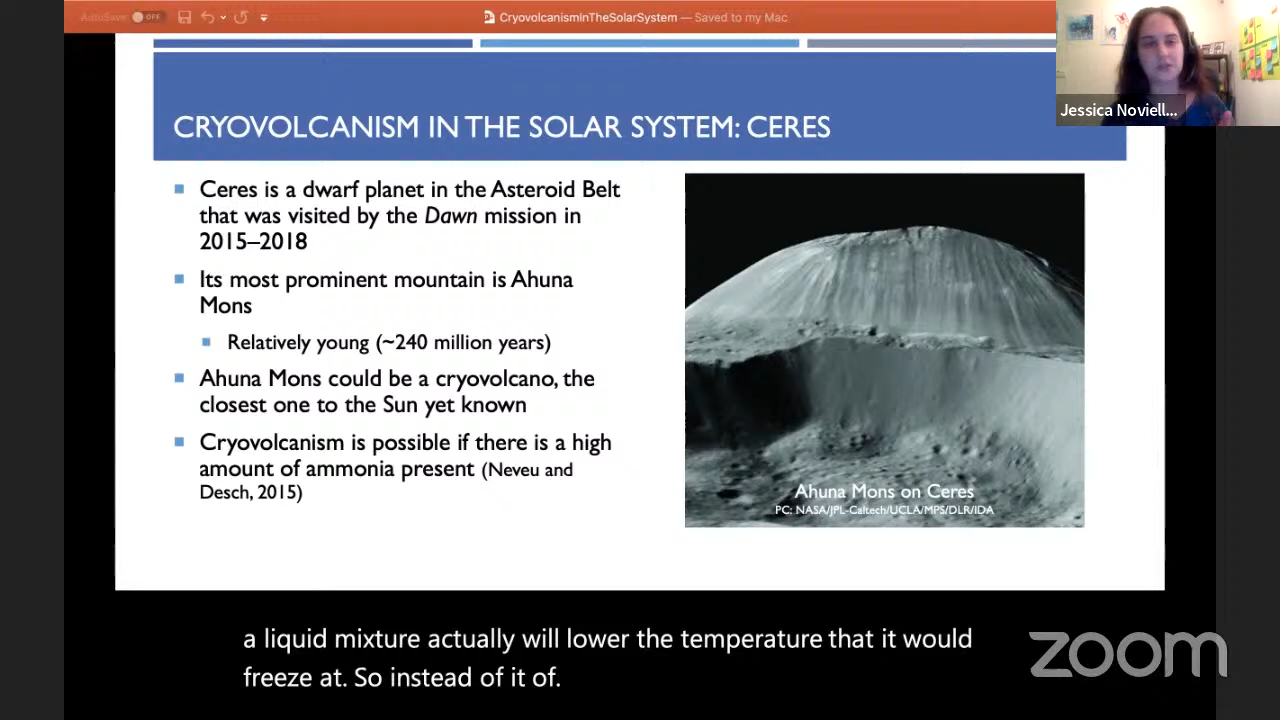 AutoSave OFF
CryovolcanismInTheSolarSystem — Saved to my Mac
Jessica Noviell...
CRYOVOLCANISM IN THE SOLAR SYSTEM: CERES
Ceres is a dwarf planet in the Asteroid Belt
that was visited by the Dawn mission in
2015–2018
Its most prominent mountain is Ahuna
Mons
Relatively young (~240 million years)
Ahuna Mons could be a cryovolcano, the
closest one to the Sun yet known
Cryovolcanism is possible if there is a high
amount of ammonia present (Neveu and
Desch, 2015)
Ahuna Mons on Ceres
PC: NASA/JPL-Caltech/UCLA/MPS/DLR/IDA
a liquid mixture actually will lower the temperature that it would
freeze at. So instead of it of.
zoom